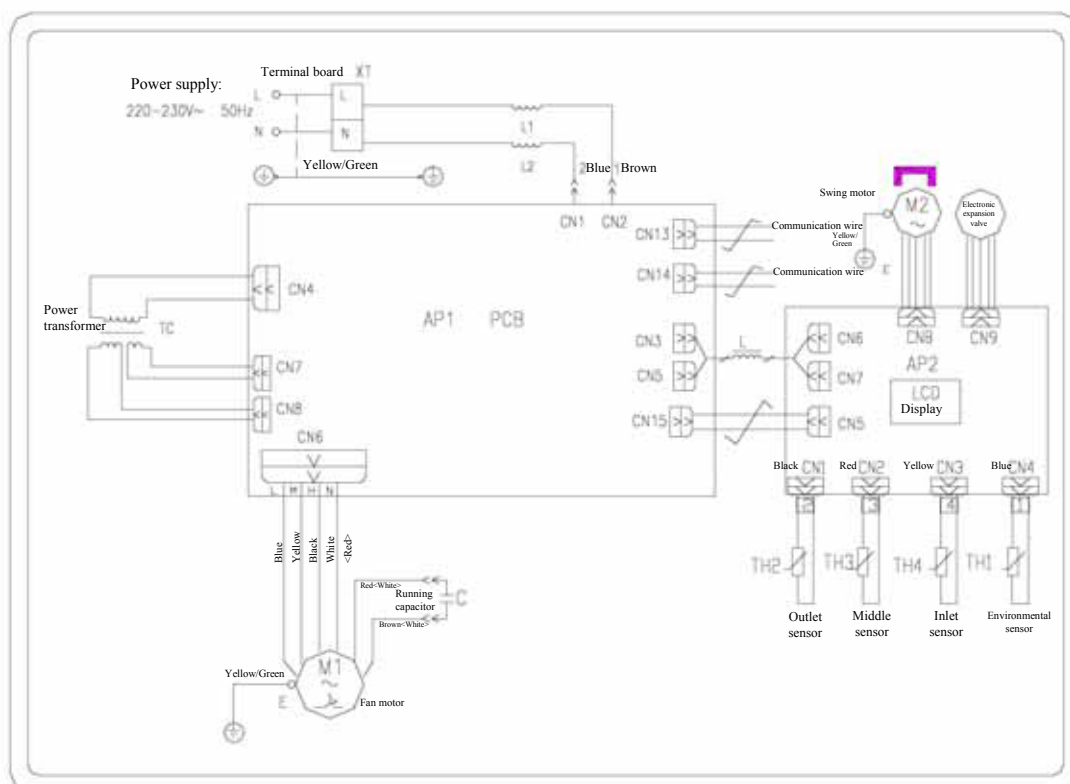 Terminal board XT
Power supply:
220-230V~ 50Hz
L
L
N
N
L1
L2
Yellow/Green
2
Blue
1
Brown
CN1
CN2
CN13
Communication wire
CN14
Communication wire
Swing motor
M2
~
Yellow/
Green
E
Electronic
expansion
valve
CN4
Power
transformer
TC
AP1 PCB
CN7
CN8
CN3
CN5
L
CN6
CN7
CN15
CN5
CN8
CN9
AP2
LCD
Display
CN6
L M H N
Blue
Yellow
Black
White
<Red>
Black CN1
Red CN2
Yellow CN3
Blue CN4
2
3
4
1
TH2
TH3
TH4
TH1
Outlet
sensor
Middle
sensor
Inlet
sensor
Environmental
sensor
Red<White>
Running
capacitor
C
Brown<White>
Yellow/Green
E
M1
~
Fan motor